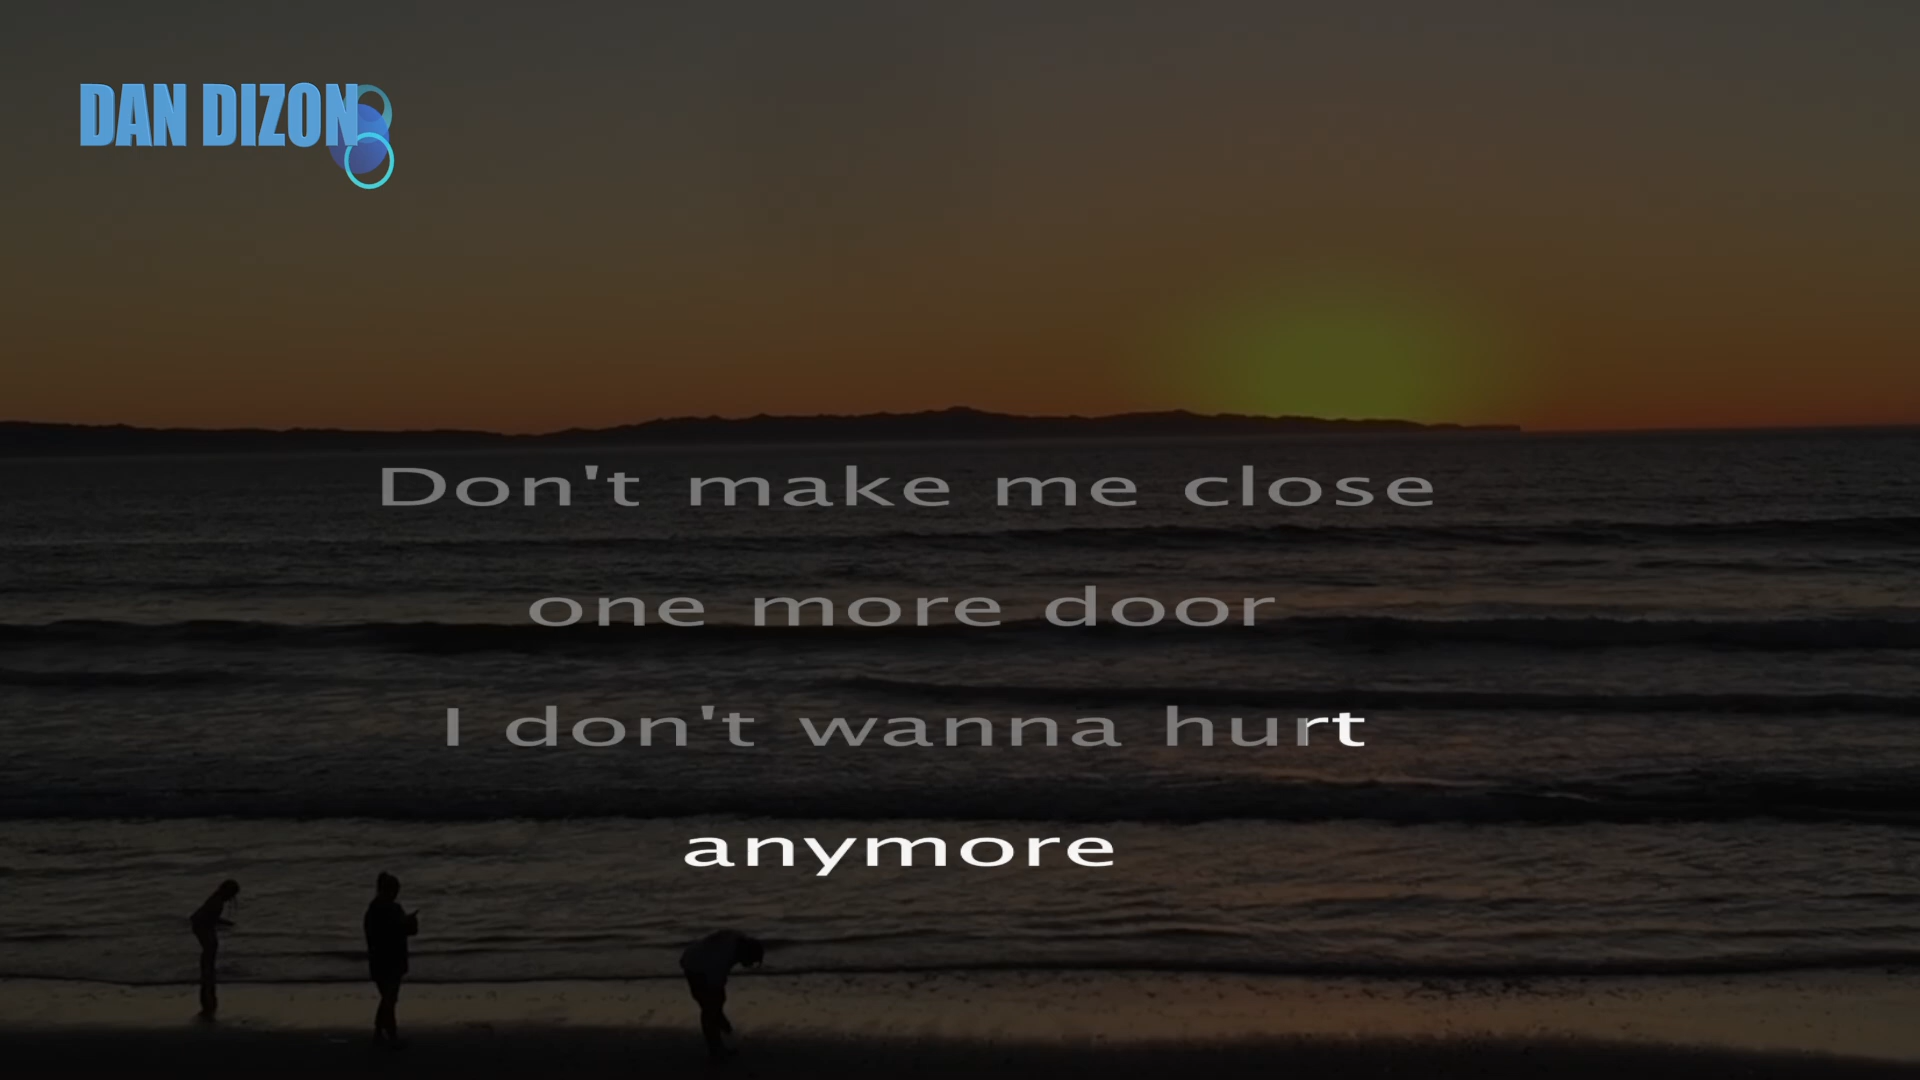 DAN DIZON
Don't make me close
one more door
I don't wanna hurt
anymore